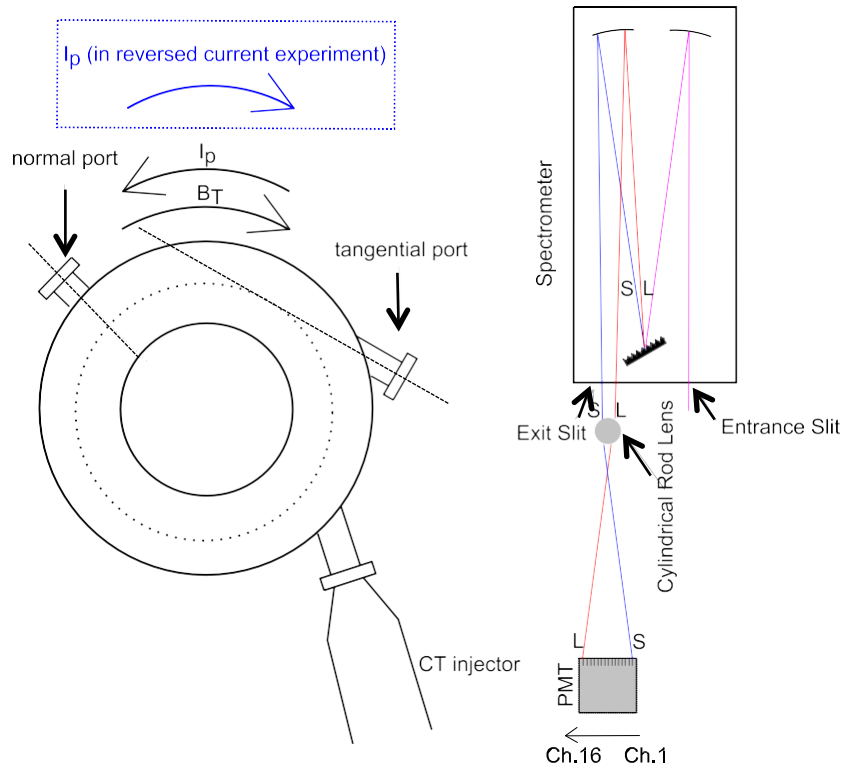 Ip (in reversed current experiment)
normal port
Ip
BT
tangential port
CT injector
Spectrometer
S L
S L
Exit Slit
Entrance Slit
Cylindrical Rod Lens
L S
PMT
Ch.16 Ch.1